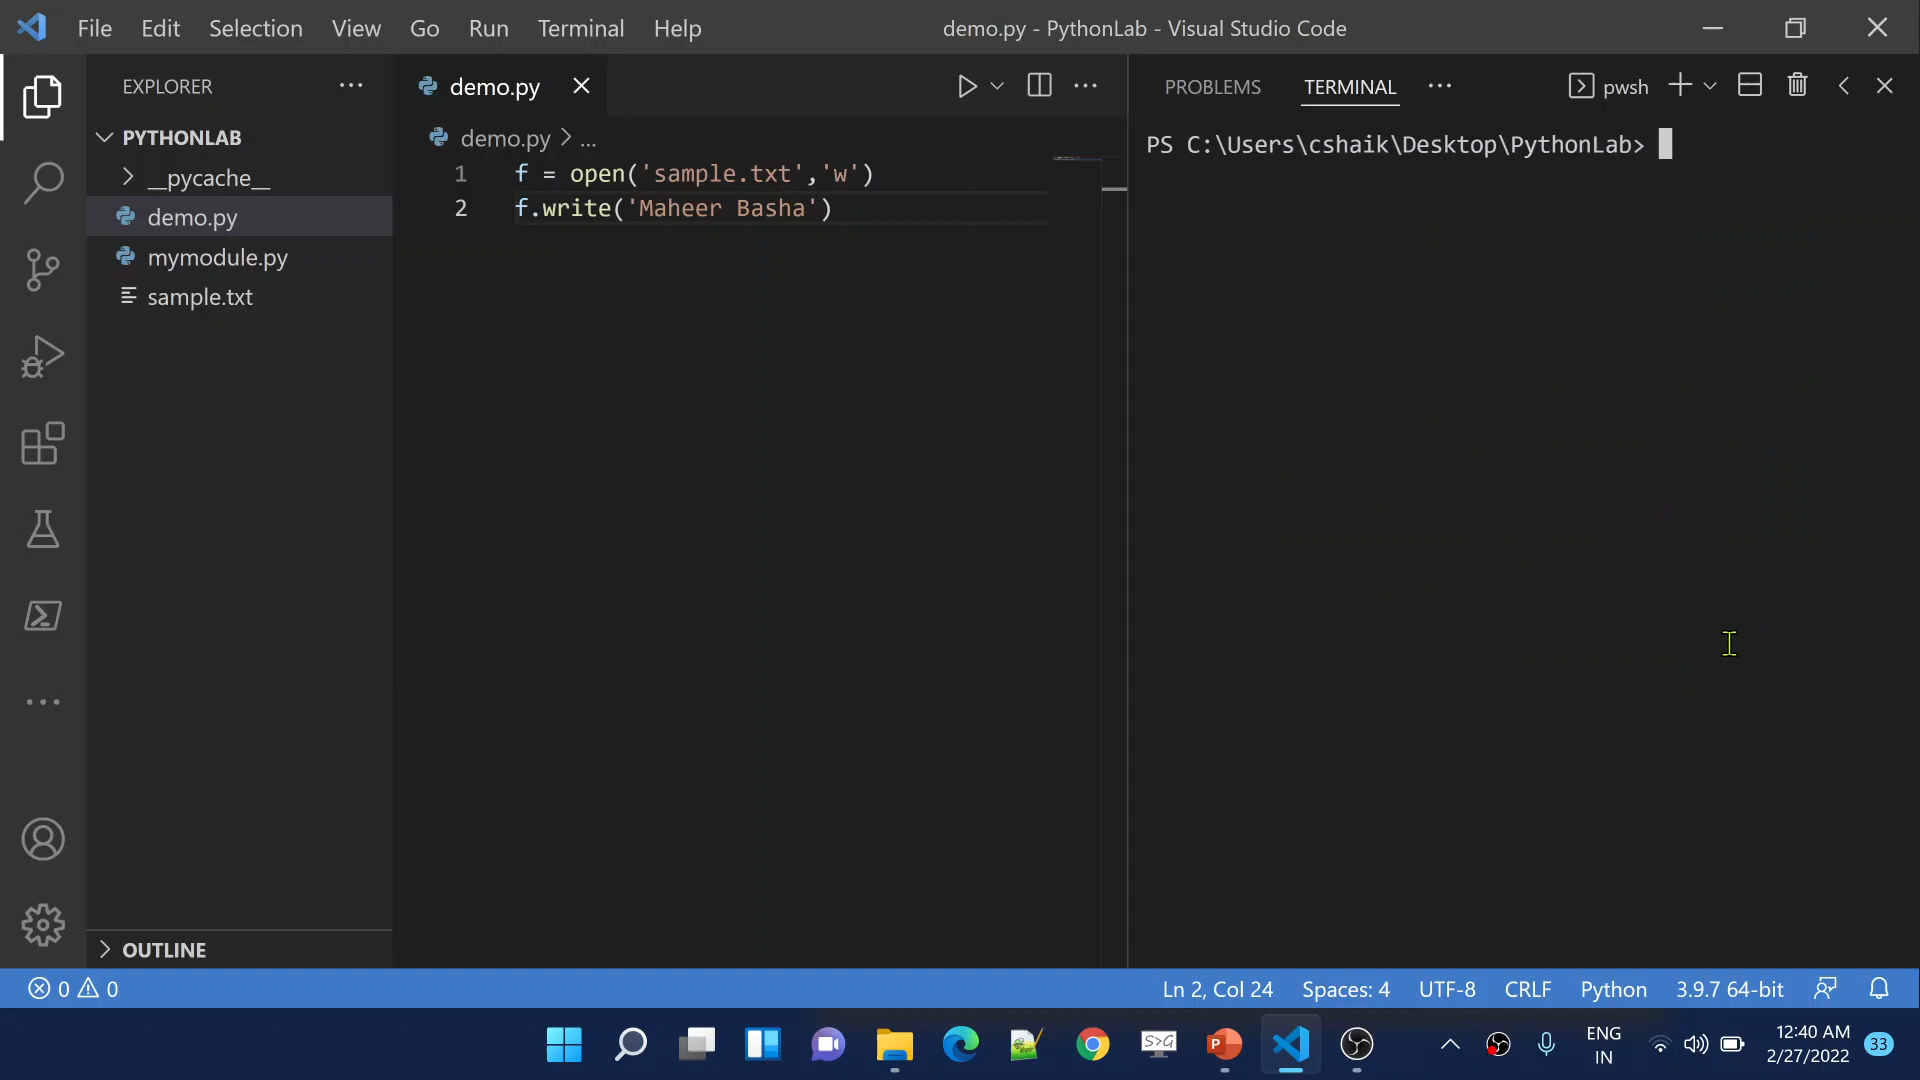 File Edit Selection View Go Run Terminal Help
demo.py - PythonLab - Visual Studio Code
EXPLORER
PYTHONLAB
__pycache__
demo.py
mymodule.py
sample.txt
OUTLINE
demo.py
demo.py > ...
1 f = open('sample.txt','w')
2 f.write('Maheer Basha')
PROBLEMS TERMINAL
pwsh
PS C:\Users\cshaik\Desktop\PythonLab>
0 0
Ln 2, Col 24 Spaces: 4 UTF-8 CRLF Python 3.9.7 64-bit
S>G
P
ENG
IN
12:40 AM
2/27/2022
33